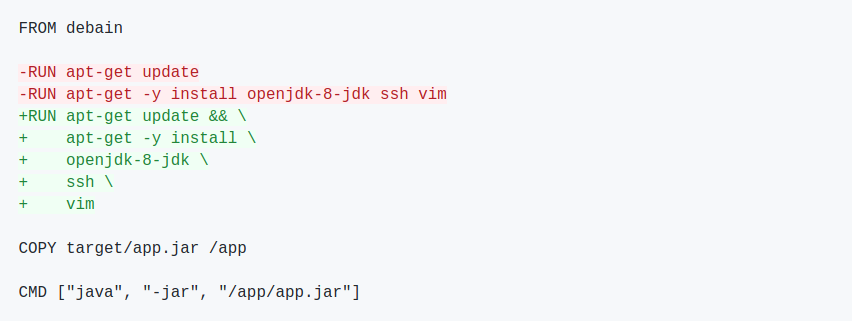 FROM debain
-RUN apt-get update
-RUN apt-get -y install openjdk-8-jdk ssh vim
+RUN apt-get update && \
+    apt-get -y install \
+    openjdk-8-jdk \
+    ssh \
+    vim
COPY target/app.jar /app
CMD ["java", "-jar", "/app/app.jar"]